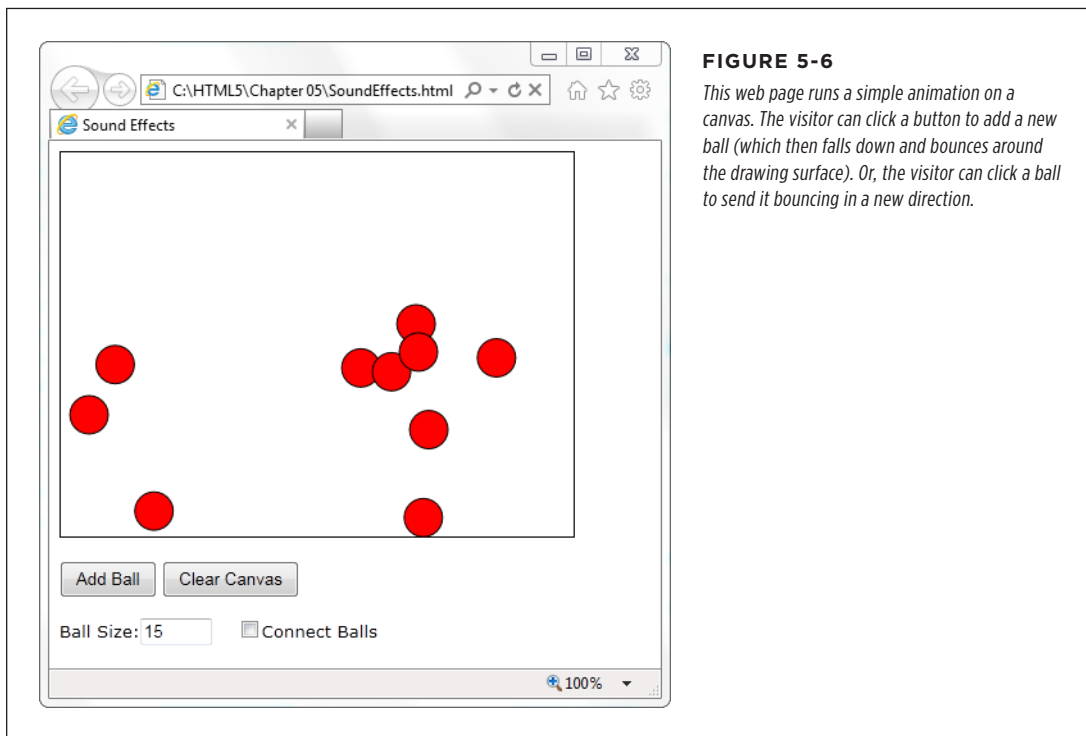 C:\HTML5\Chapter 05\SoundEffects.html
Sound Effects
Add Ball
Clear Canvas
Ball Size: 15
Connect Balls
100%
FIGURE 5-6
This web page runs a simple animation on a
canvas. The visitor can click a button to add a new
ball (which then falls down and bounces around
the drawing surface). Or, the visitor can click a ball
to send it bouncing in a new direction.